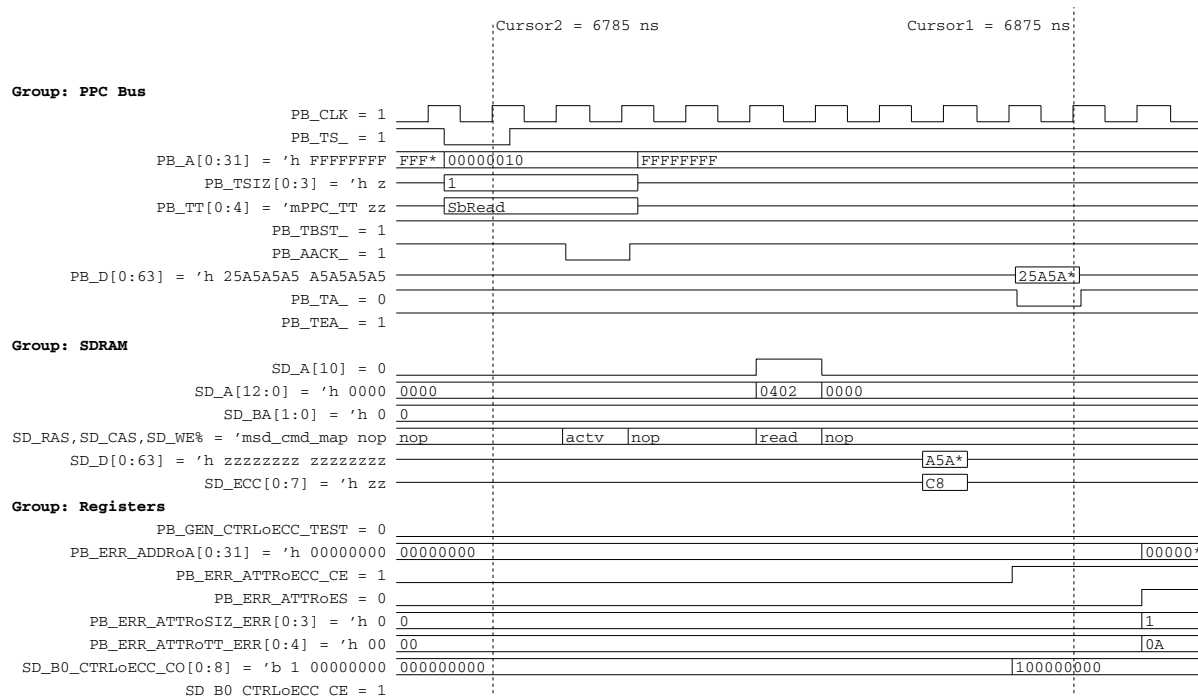 Cursor2 = 6785 ns Cursor1 = 6875 ns
Group: PPC Bus
PB_CLK = 1
PB_TS_ = 1
PB_A[0:31] = 'h FFFFFFFF FFF* 00000010 FFFFFFFF
PB_TSIZ[0:3] = 'h z 1
PB_TT[0:4] = 'mPPC_TT zz SbRead
PB_TBST_ = 1
PB_AACK_ = 1
PB_D[0:63] = 'h 25A5A5A5 A5A5A5A5 25A5A*
PB_TA_ = 0
PB_TEA_ = 1
Group: SDRAM
SD_A[10] = 0
SD_A[12:0] = 'h 0000 0000 0402 0000
SD_BA[1:0] = 'h 0 0
SD_RAS,SD_CAS,SD_WE% = 'msd_cmd_map nop nop actv nop read nop
SD_D[0:63] = 'h zzzzzzzz zzzzzzzz A5A*
SD_ECC[0:7] = 'h zz C8
Group: Registers
PB_GEN_CTRLoECC_TEST = 0
PB_ERR_ADDRoA[0:31] = 'h 00000000 00000000 00000*
PB_ERR_ATTRoECC_CE = 1
PB_ERR_ATTRoES = 0
PB_ERR_ATTRoSIZ_ERR[0:3] = 'h 0 0 1
PB_ERR_ATTRoTT_ERR[0:4] = 'h 00 00 0A
SD_B0_CTRLoECC_CO[0:8] = 'b 1 00000000 000000000 100000000
SD_B0_CTRLoECC_CE = 1